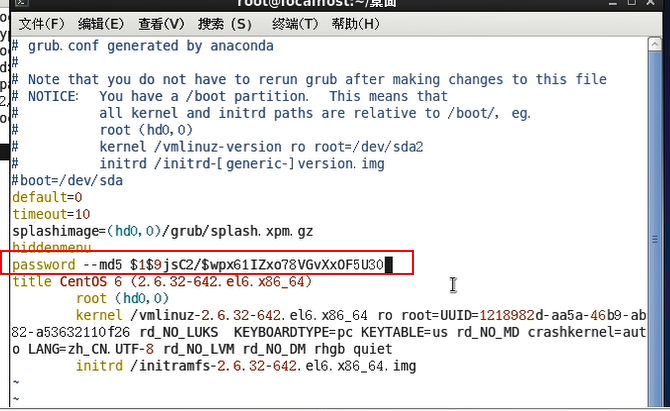 root@localhost:~/桌面
文件(F) 编辑(E) 查看(V) 搜索 (S) 终端(T) 帮助(H)
# grub.conf generated by anaconda
#
# Note that you do not have to rerun grub after making changes to this file
# NOTICE: You have a /boot partition. This means that
# all kernel and initrd paths are relative to /boot/, eg.
# root (hd0,0)
# kernel /vmlinuz-version ro root=/dev/sda2
# initrd /initrd-[generic-]version.img
#boot=/dev/sda
default=0
timeout=10
splashimage=(hd0,0)/grub/splash.xpm.gz
hiddenmenu
password --md5 $1$9jsC2/$wpx61IZxo78VGvXxOF5U30
title CentOS 6 (2.6.32-642.el6.x86_64)
root (hd0,0)
kernel /vmlinuz-2.6.32-642.el6.x86_64 ro root=UUID=1218982d-aa5a-46b9-ab
82-a53632110f26 rd_NO_LUKS KEYBOARDTYPE=pc KEYTABLE=us rd_NO_MD crashkernel=aut
o LANG=zh_CN.UTF-8 rd_NO_LVM rd_NO_DM rhgb quiet
initrd /initramfs-2.6.32-642.el6.x86_64.img
~
~